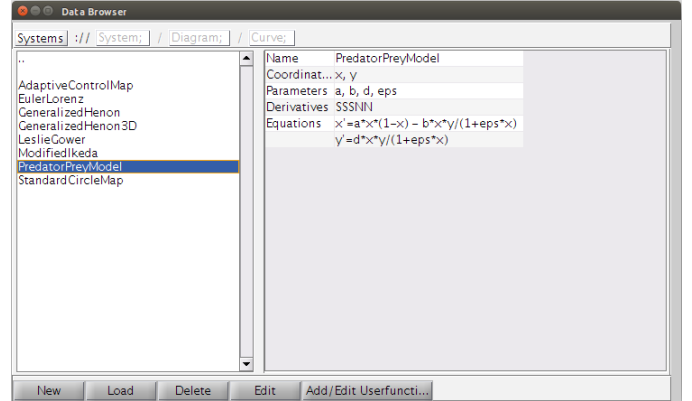 Data Browser
Systems :// System; / Diagram; / Curve;
..
AdaptiveControlMap
EulerLorenz
GeneralizedHenon
GeneralizedHenon3D
LeslieGower
ModifiedIkeda
PredatorPreyModel
StandardCircleMap
Name PredatorPreyModel
Coordinat... x, y
Parameters a, b, d, eps
Derivatives SSSNN
Equations x'=a*x*(1-x) - b*x*y/(1+eps*x)
y'=d*x*y/(1+eps*x)
New Load Delete Edit Add/Edit Userfuncti...